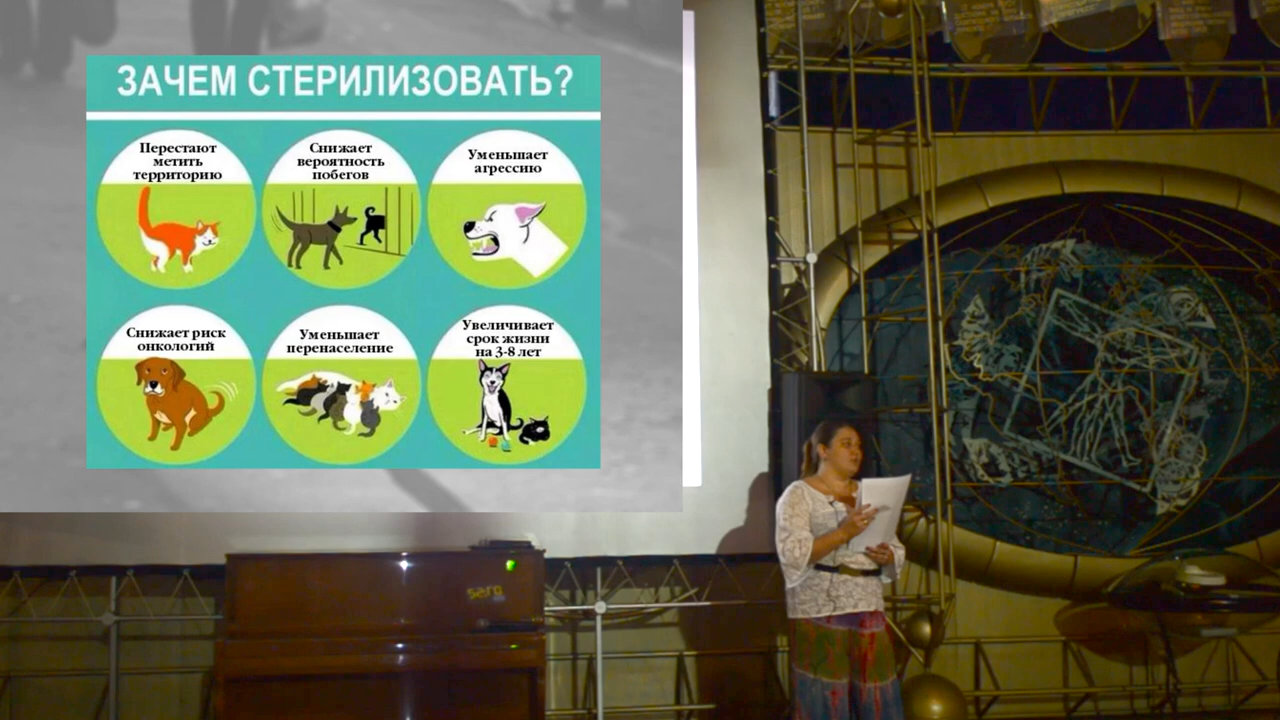 ЗАЧЕМ СТЕРИЛИЗОВАТЬ?
Перестают
метить
территорию
Снижает
вероятность
побегов
Уменьшает
агрессию
Снижает риск
онкологий
Уменьшает
перенаселение
Увеличивает
срок жизни
на 3-8 лет